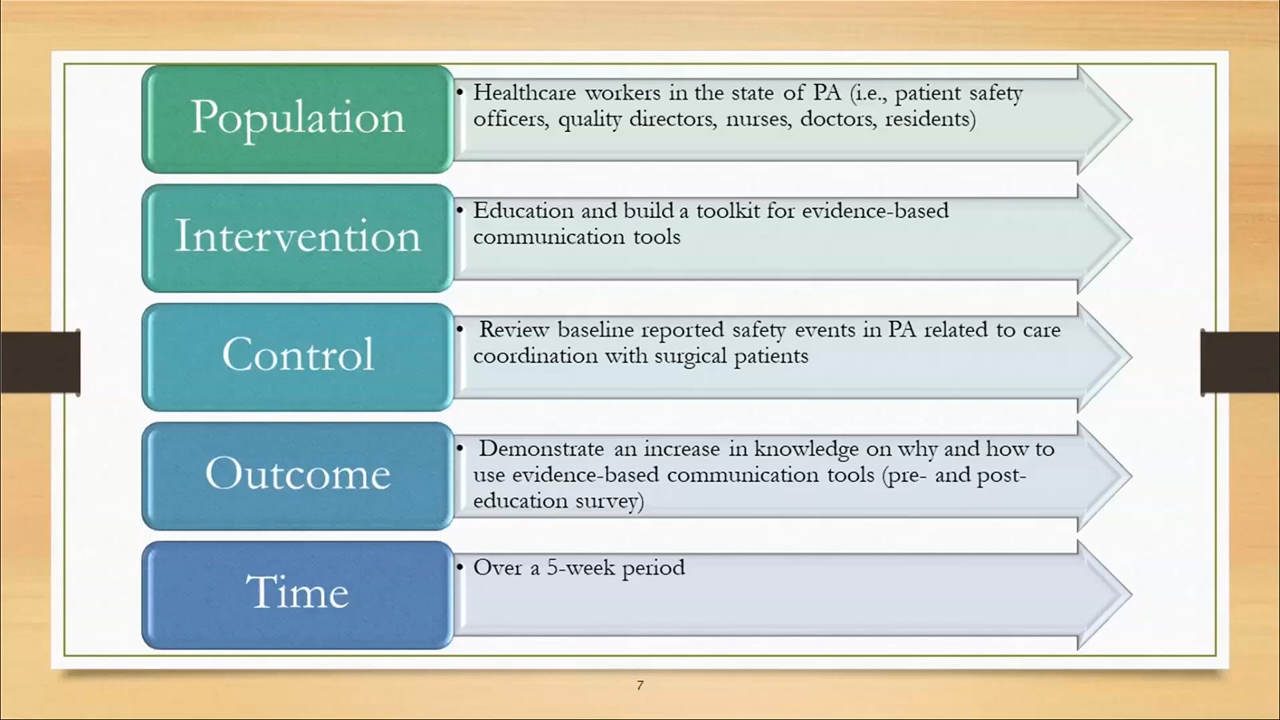 Population
• Healthcare workers in the state of PA (i.e., patient safety
officers, quality directors, nurses, doctors, residents)
Intervention
• Education and build a toolkit for evidence-based
communication tools
Control
• Review baseline reported safety events in PA related to care
coordination with surgical patients
Outcome
• Demonstrate an increase in knowledge on why and how to
use evidence-based communication tools (pre- and post-
education survey)
Time
• Over a 5-week period
7